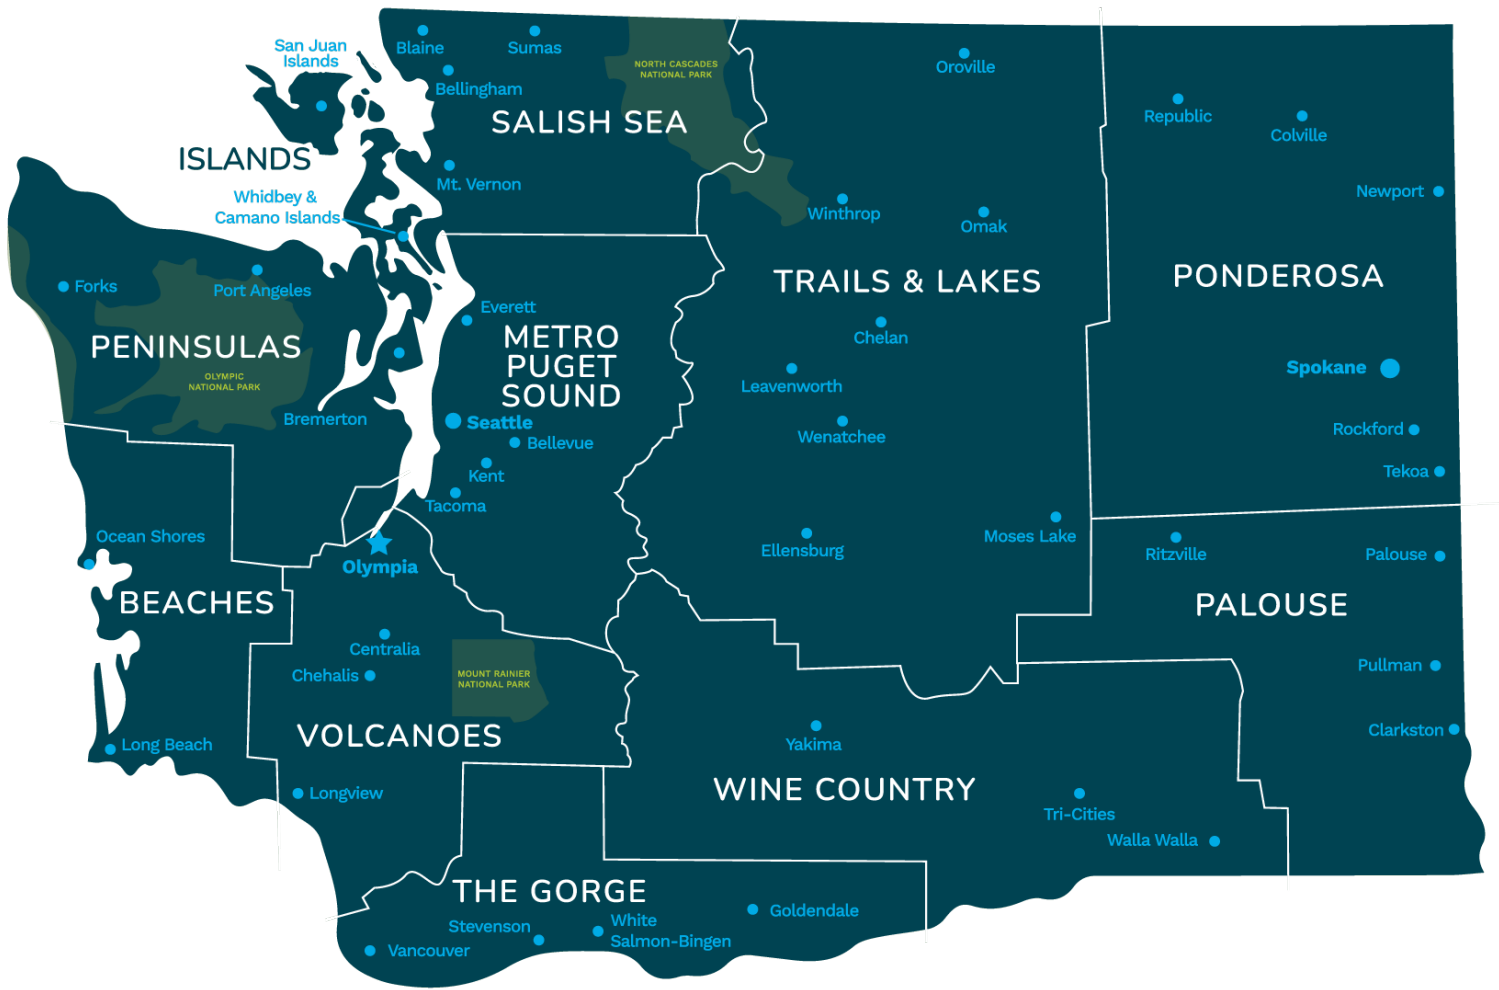 San Juan
Islands
Blaine
Sumas
Bellingham
NORTH CASCADES
NATIONAL PARK
SALISH SEA
ISLANDS
Mt. Vernon
Whidbey &
Camano Islands
Oroville
Republic
Colville
Newport
Winthrop
Omak
TRAILS & LAKES
PONDEROSA
Forks
Port Angeles
PENINSULAS
OLYMPIC
NATIONAL PARK
Bremerton
Everett
METRO
PUGET
SOUND
Seattle
Bellevue
Kent
Tacoma
Chelan
Leavenworth
Wenatchee
Spokane
Rockford
Tekoa
Ocean Shores
Olympia
Ellensburg
Moses Lake
Ritzville
Palouse
BEACHES
PALOUSE
Centralia
Chehalis
MOUNT RAINIER
NATIONAL PARK
Pullman
Long Beach
VOLCANOES
Yakima
Clarkston
WINE COUNTRY
Longview
Tri-Cities
Walla Walla
THE GORGE
Stevenson
White
Salmon-Bingen
Goldendale
Vancouver